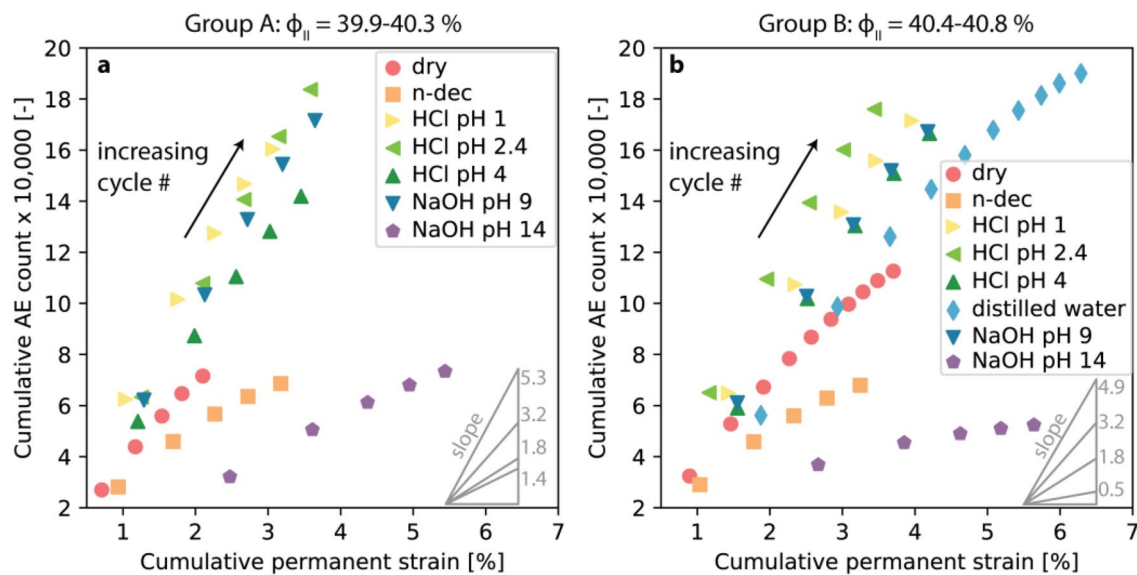 Group A: ϕ_II = 39.9-40.3 %
a
dry
n-dec
HCl pH 1
HCl pH 2.4
HCl pH 4
NaOH pH 9
NaOH pH 14
increasing
cycle #
slope
5.3
3.2
1.8
1.4
20
18
16
14
12
10
8
6
4
2
Cumulative AE count x 10,000 [-]
1 2 3 4 5 6 7
Cumulative permanent strain [%]
Group B: ϕ_II = 40.4-40.8 %
b
increasing
cycle #
dry
n-dec
HCl pH 1
HCl pH 2.4
HCl pH 4
distilled water
NaOH pH 9
NaOH pH 14
slope
4.9
3.2
1.8
0.5
20
18
16
14
12
10
8
6
4
2
Cumulative AE count x 10,000 [-]
1 2 3 4 5 6 7
Cumulative permanent strain [%]